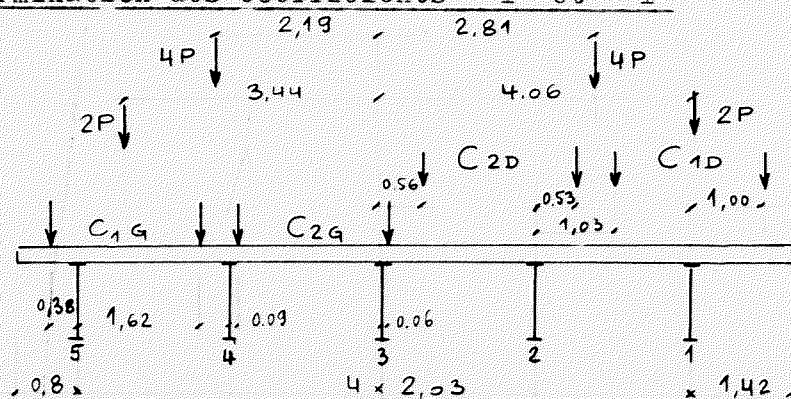 2,19 2,81
4P 4P
3,44 4.06
2P 2P
C2D C1D
0.56 0.53 1,00
C1G C2G 1,03
0,38 1,62 0.09 0.06
5 4 3 2 1
0,8 4 x 2,03 1,42